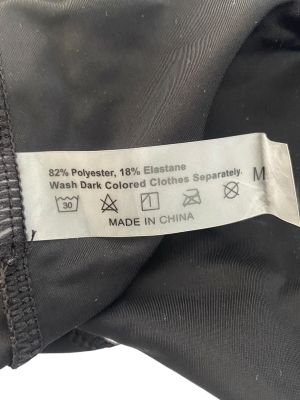 82% Polyester, 18% Elastane
Wash Dark Colored Clothes Separately.
M
30
MADE IN CHINA